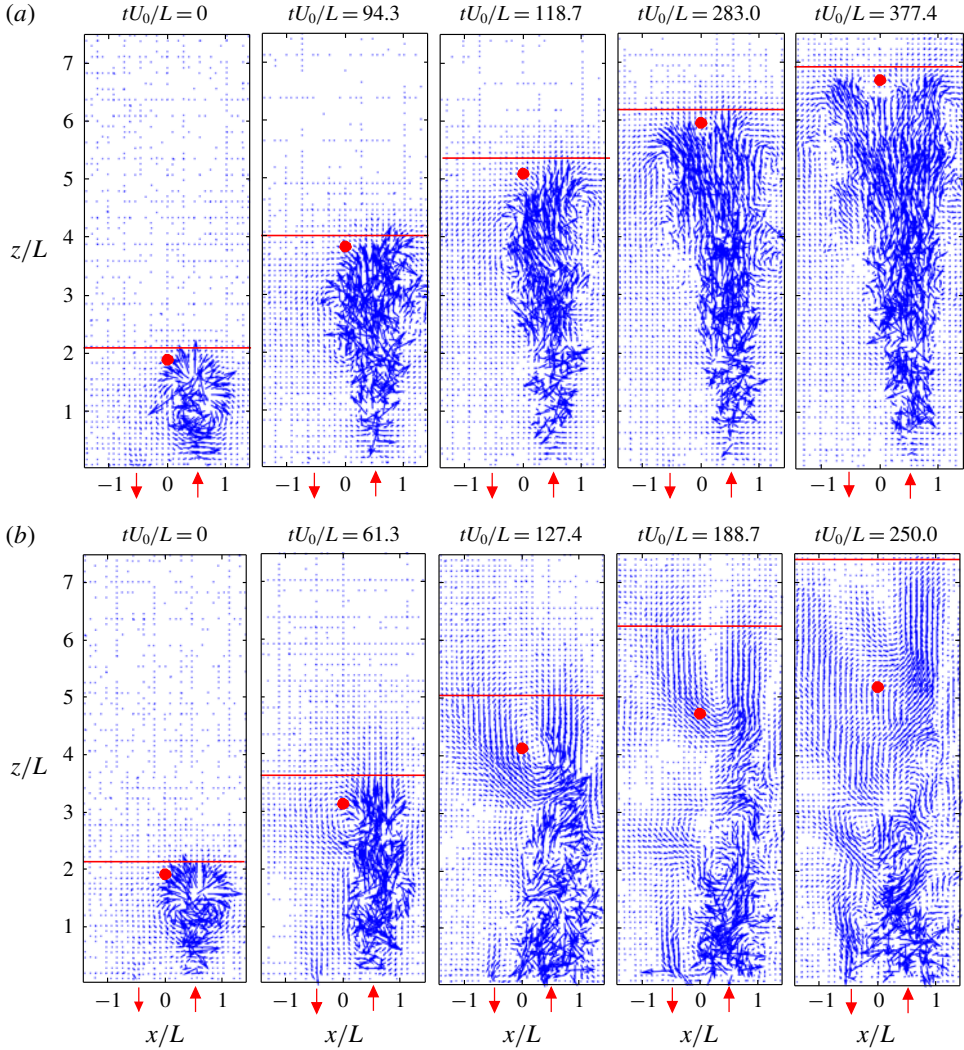 (a) tU₀/L = 0 tU₀/L = 94.3 tU₀/L = 118.7 tU₀/L = 283.0 tU₀/L = 377.4
7
6
5
z/L 4
3
2
1
−1 0 1 −1 0 1 −1 0 1 −1 0 1 −1 0 1
(b) tU₀/L = 0 tU₀/L = 61.3 tU₀/L = 127.4 tU₀/L = 188.7 tU₀/L = 250.0
7
6
5
z/L 4
3
2
1
−1 0 1 −1 0 1 −1 0 1 −1 0 1 −1 0 1
x/L x/L x/L x/L x/L